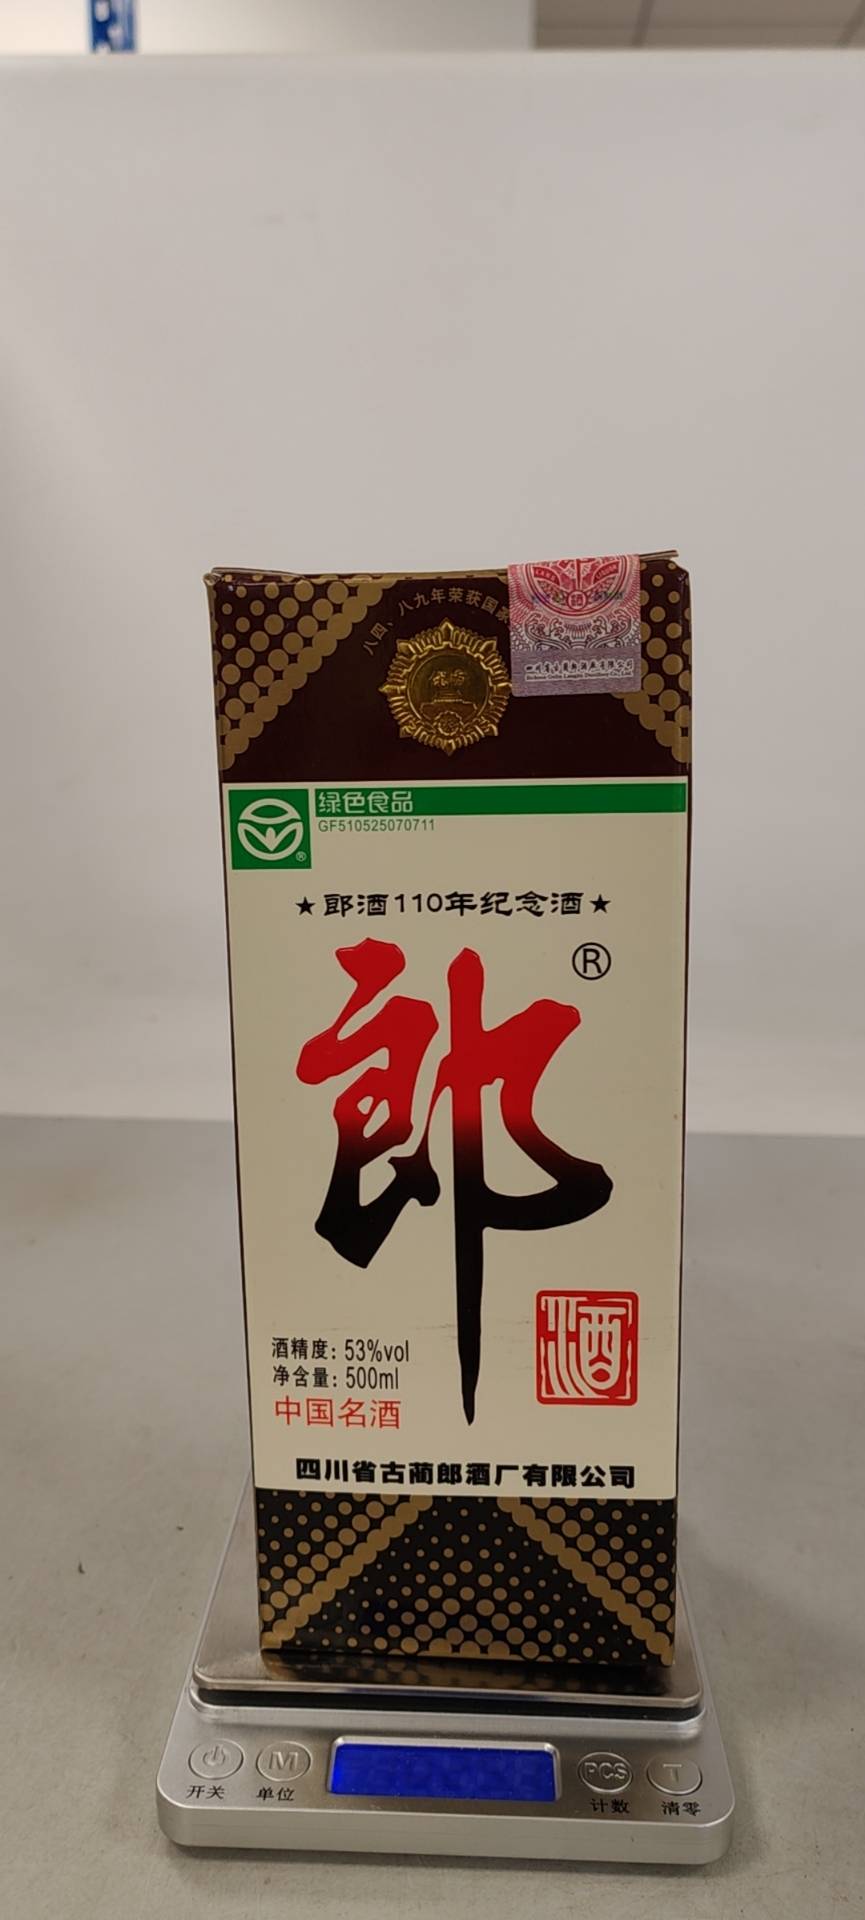 八四、八九年荣获国家
绿色食品
GF510525070711
®
★郎酒110年纪念酒★
®
郎
酒
酒精度：53%vol
净含量：500ml
中国名酒
四川省古蔺郎酒厂有限公司
M
PCS
T
开关
单位
计数
清零